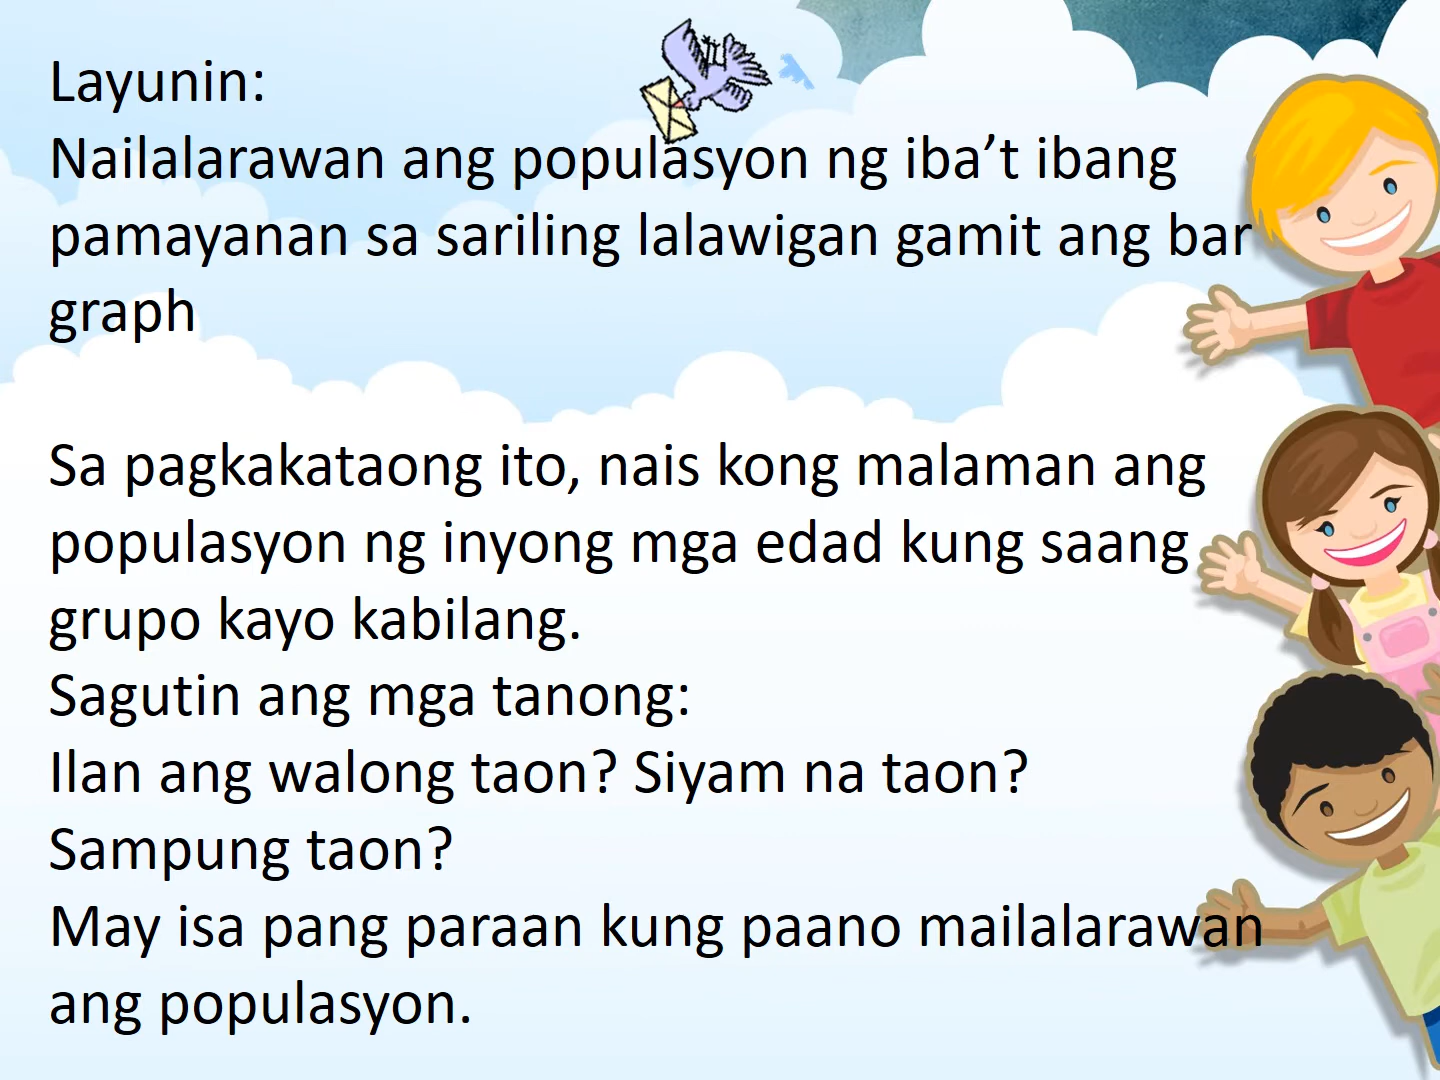 Layunin:
Nailalarawan ang populasyon ng iba’t ibang
pamayanan sa sariling lalawigan gamit ang bar
graph
Sa pagkakataong ito, nais kong malaman ang
populasyon ng inyong mga edad kung saang
grupo kayo kabilang.
Sagutin ang mga tanong:
Ilan ang walong taon? Siyam na taon?
Sampung taon?
May isa pang paraan kung paano mailalarawan
ang populasyon.